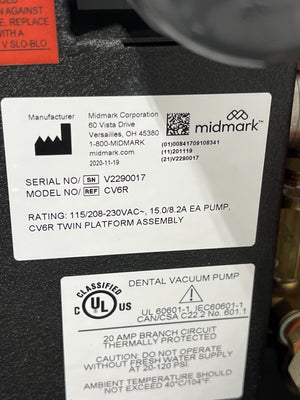 N AGAINST
E, REPLACE
WITH A
V SLO-BLO
Manufacturer
Midmark Corporation
60 Vista Drive
Versailles, OH 45380
1-800-MIDMARK
midmark.com
2020-11-19
midmark
(01)00841709108341
(11)201119
(21)V2290017
SERIAL NO/ SN V2290017
MODEL NO/ REF CV6R
RATING: 115/208-230VAC~, 15.0/8.2A EA PUMP,
CV6R TWIN PLATFORM ASSEMBLY
CLASSIFIED
C UL US
DENTAL VACUUM PUMP
UL 60601-1, IEC60601-1
CAN/CSA C22.2 No. 601.1
20 AMP BRANCH CIRCUIT
THERMALLY PROTECTED
CAUTION: DO NOT OPERATE
WITHOUT FRESH WATER SUPPLY
AT 20-120 PSI.
AMBIENT TEMPERATURE SHOULD
NOT EXCEED 40°C/104°F.